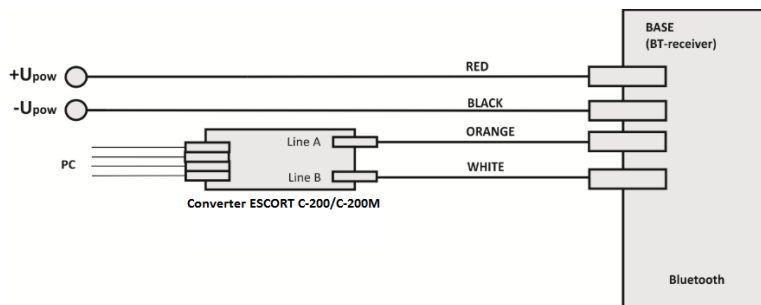 BASE
(BT-receiver)
+Upow
RED
-Upow
BLACK
ORANGE
Line A
PC
WHITE
Line B
Converter ESCORT C-200/C-200M
Bluetooth